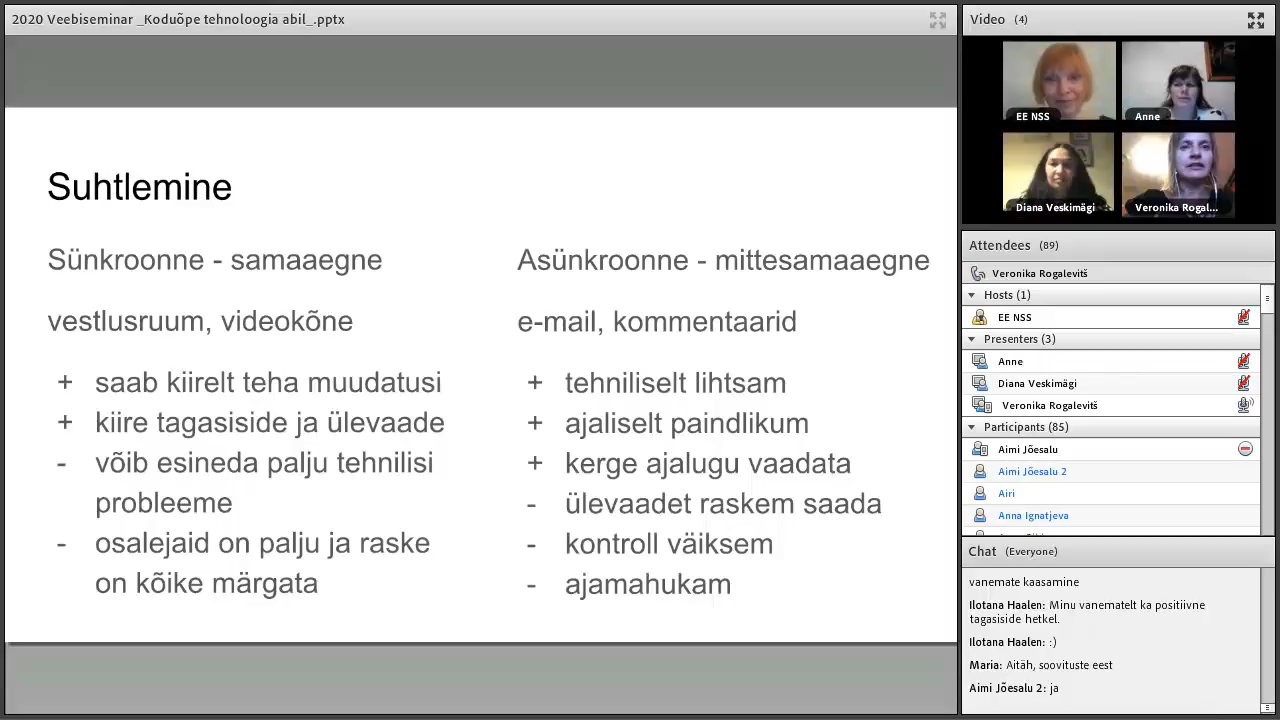 2020 Veebiseminar _Koduõpe tehnoloogia abil_.pptx
Suhtlemine
Sünkroonne - samaaegne
vestlusruum, videokõne
+ saab kiirelt teha muudatusi
+ kiire tagasiside ja ülevaade
- võib esineda palju tehnilisi
probleeme
- osalejaid on palju ja raske
on kõike märgata
Asünkroonne - mittesamaaegne
e-mail, kommentaarid
+ tehniliselt lihtsam
+ ajaliselt paindlikum
+ kerge ajalugu vaadata
- ülevaadet raskem saada
- kontroll väiksem
- ajamahukam
Video (4)
EE NSS
Anne
Diana Veskimägi
Veronika Rogal...
Attendees (89)
Veronika Rogalevitš
Hosts (1)
EE NSS
Presenters (3)
Anne
Diana Veskimägi
Veronika Rogalevitš
Participants (85)
Aimi Jõesalu
Aimi Jõesalu 2
Airi
Anna Ignatjeva
Chat (Everyone)
vanemate kaasamine
Ilotana Haalen: Minu vanematelt ka positiivne
tagasiside hetkel.
Ilotana Haalen: :)
Maria: Aitäh, soovituste eest
Aimi Jõesalu 2: ja